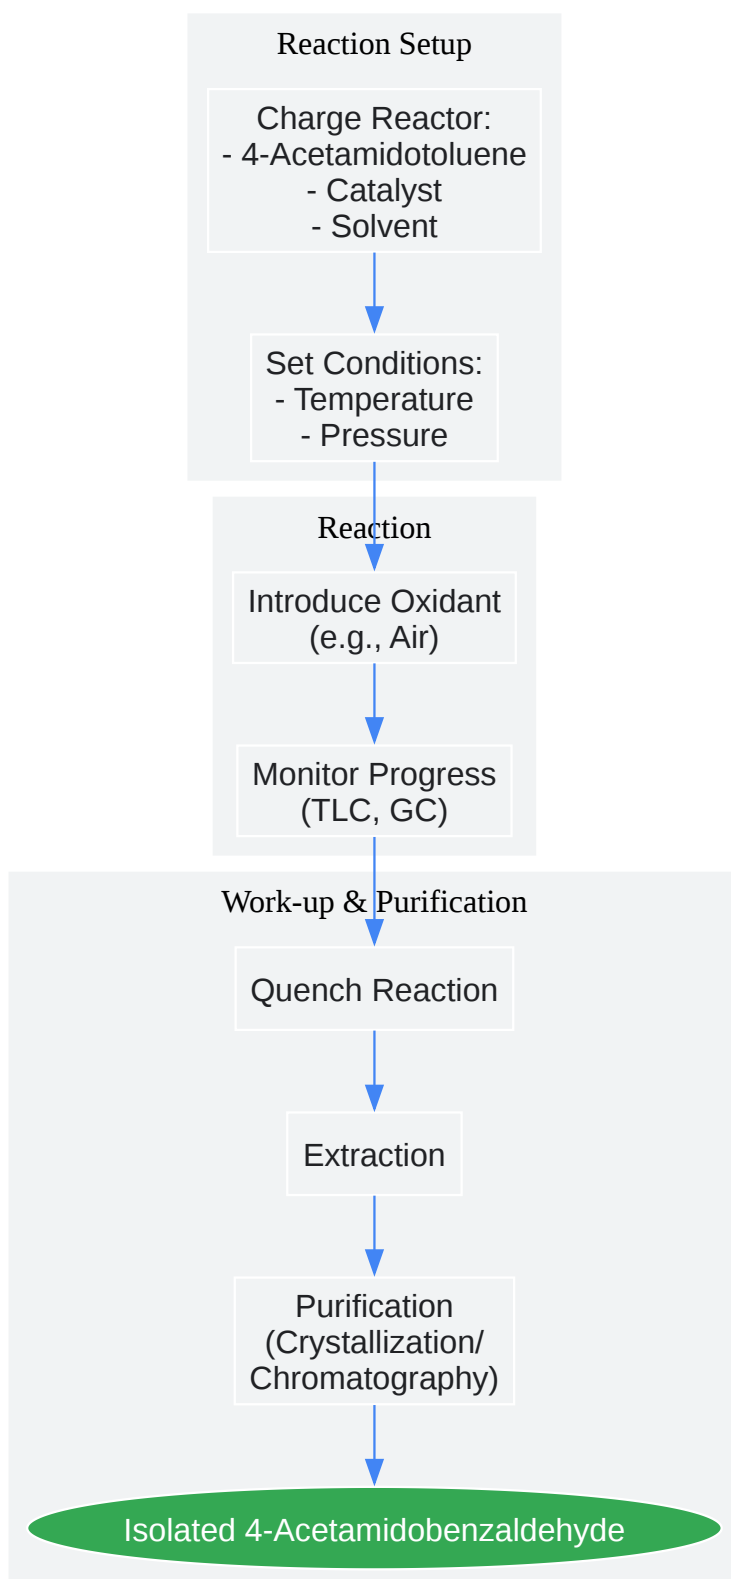 Reaction Setup
Charge Reactor:
- 4-Acetamidotoluene
- Catalyst
- Solvent
Set Conditions:
- Temperature
- Pressure
Reaction
Introduce Oxidant
(e.g., Air)
Monitor Progress
(TLC, GC)
Work-up & Purification
Quench Reaction
Extraction
Purification
(Crystallization/
Chromatography)
Isolated 4-Acetamidobenzaldehyde